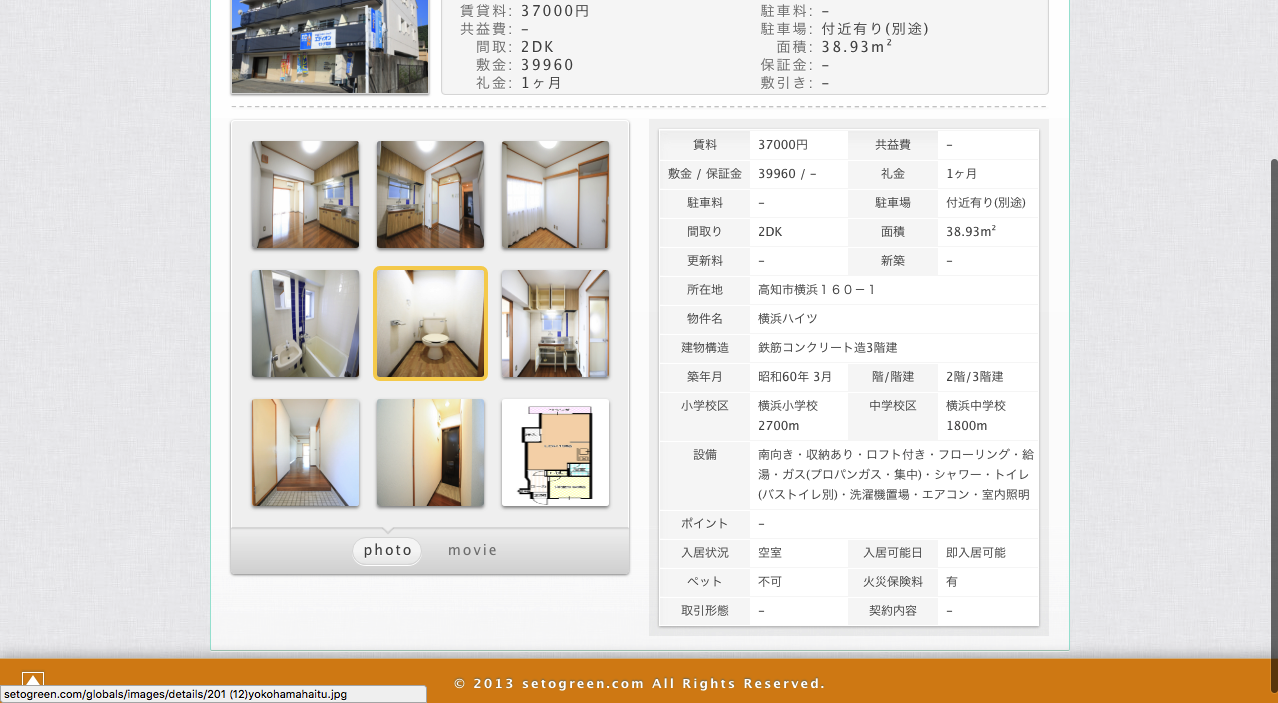 賃貸料: 37000円 駐車料: –
共益費: – 駐車場: 付近有り(別途)
間取: 2DK 面積: 38.93m²
敷金: 39960 保証金: –
礼金: 1ヶ月 敷引き: –
賃料 37000円 共益費 –
敷金 / 保証金 39960 / – 礼金 1ヶ月
駐車料 – 駐車場 付近有り(別途)
間取り 2DK 面積 38.93m²
更新料 – 新築 –
所在地 高知市横浜１６０－１
物件名 横浜ハイツ
建物構造 鉄筋コンクリート造3階建
築年月 昭和60年 3月 階/階建 2階/3階建
小学校区 横浜小学校 中学校区 横浜中学校
2700m 1800m
設備 南向き・収納あり・ロフト付き・フローリング・給
湯・ガス(プロパンガス・集中)・シャワー・トイレ
(バストイレ別)・洗濯機置場・エアコン・室内照明
ポイント –
入居状況 空室 入居可能日 即入居可能
ペット 不可 火災保険料 有
取引形態 – 契約内容 –
photo movie
© 2013 setogreen.com All Rights Reserved.
setogreen.com/globals/images/details/201 (12)yokohamahaitu.jpg